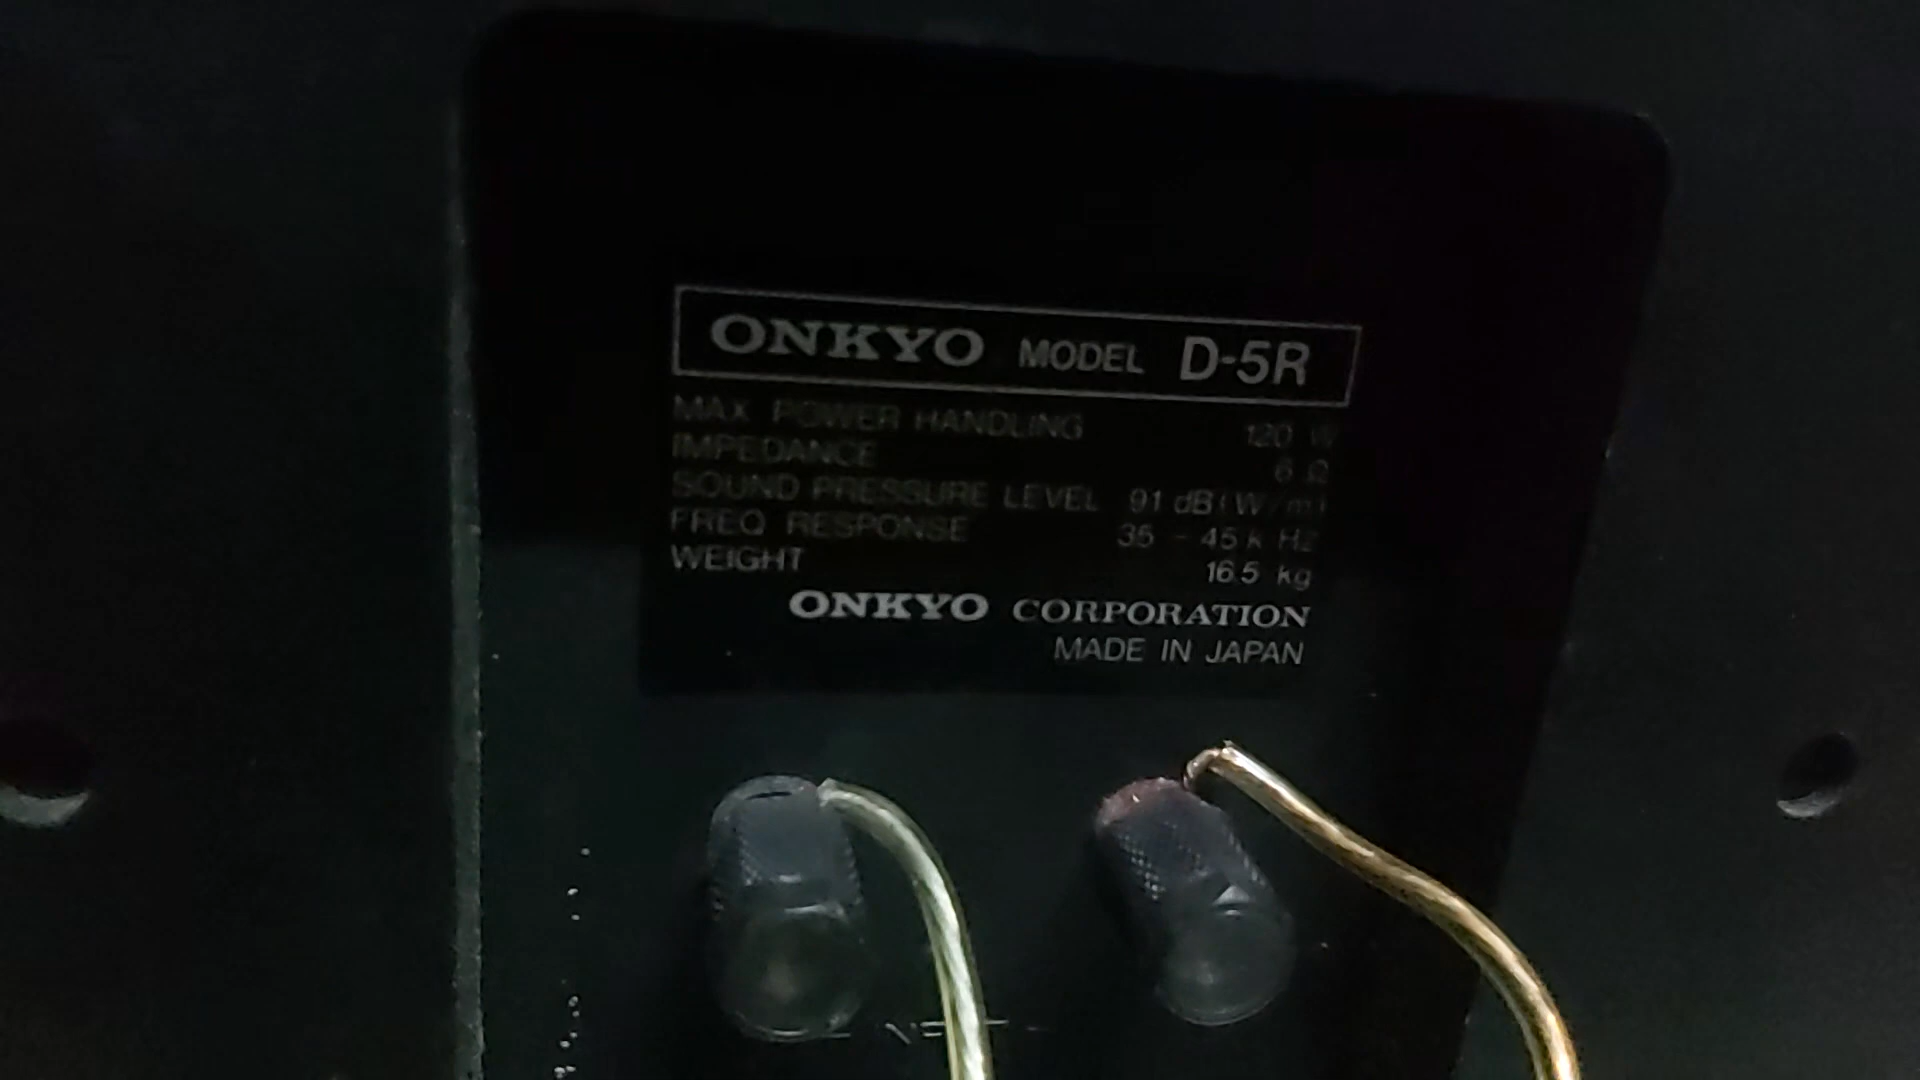 ONKYO MODEL D-5R
MAX POWER HANDLING 120 W
IMPEDANCE 6 Ω
SOUND PRESSURE LEVEL 91 dB(W/m)
FREQ RESPONSE 35 - 45k Hz
WEIGHT 16.5 kg
ONKYO CORPORATION
MADE IN JAPAN